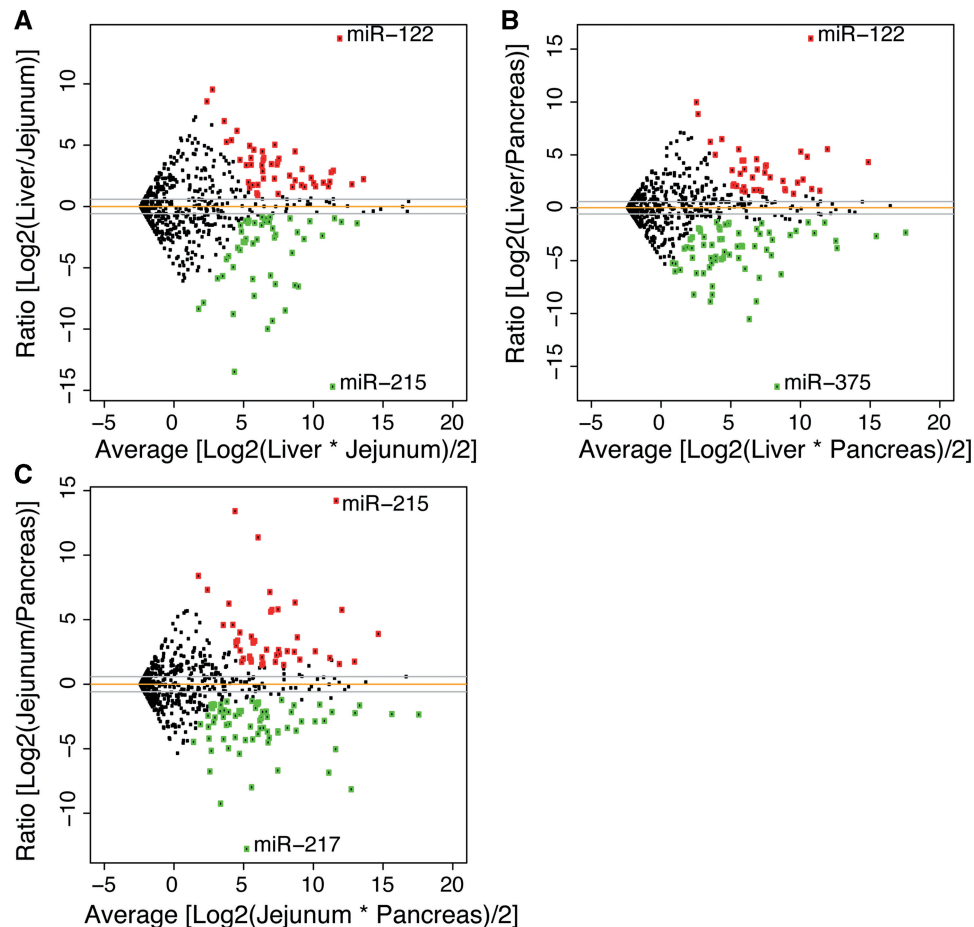 A
miR−122
10
5
0
−5
−10
−15
miR−215
Ratio [Log2(Liver/Jejunum)]
−5 0 5 10 15 20
Average [Log2(Liver * Jejunum)/2]
B
miR−122
15
10
5
0
−5
−10
−15
miR−375
Ratio [Log2(Liver/Pancreas)]
−5 0 5 10 15 20
Average [Log2(Liver * Pancreas)/2]
C
15
miR−215
10
5
0
−5
−10
miR−217
Ratio [Log2(Jejunum/Pancreas)]
−5 0 5 10 15 20
Average [Log2(Jejunum * Pancreas)/2]